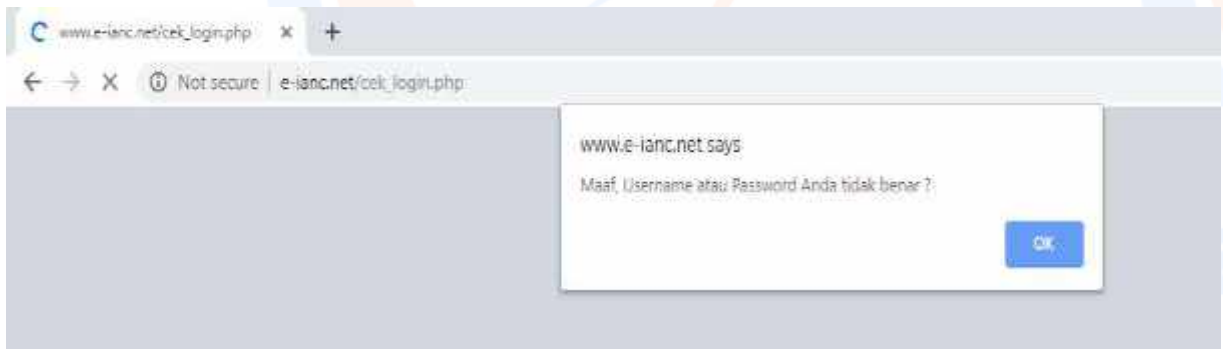 www.e-ianc.net/cek_login.php
Not secure | e-ianc.net/cek_login.php
www.e-ianc.net says
Maaf, Username atau Password Anda tidak benar ?
OK